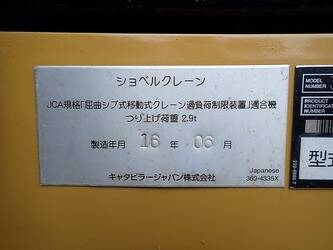 ショベルクレーン
JCA規格「屈曲ジブ式移動式クレーン過負荷制限装置」適合機
つり上げ荷重 2.9t
製造年月 16 年 06 月
キャタピラージャパン株式会社
Japanese
369-4335X
MODEL
NUMBER
PRODUCT
IDENTIFICATION
NUMBER
型式